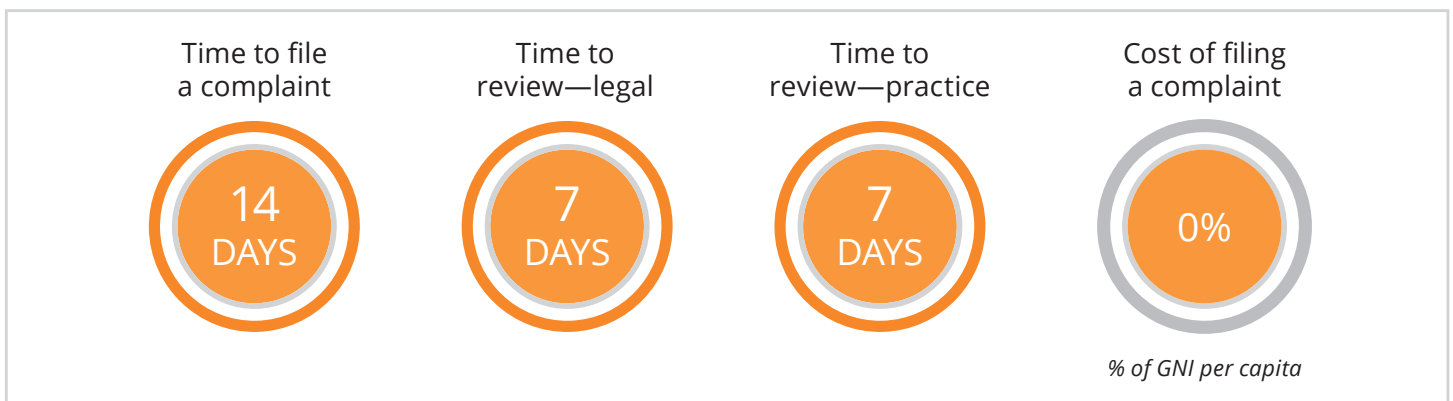 Time to file
a complaint
14
DAYS
Time to
review—legal
7
DAYS
Time to
review—practice
7
DAYS
Cost of filing
a complaint
0%
% of GNI per capita